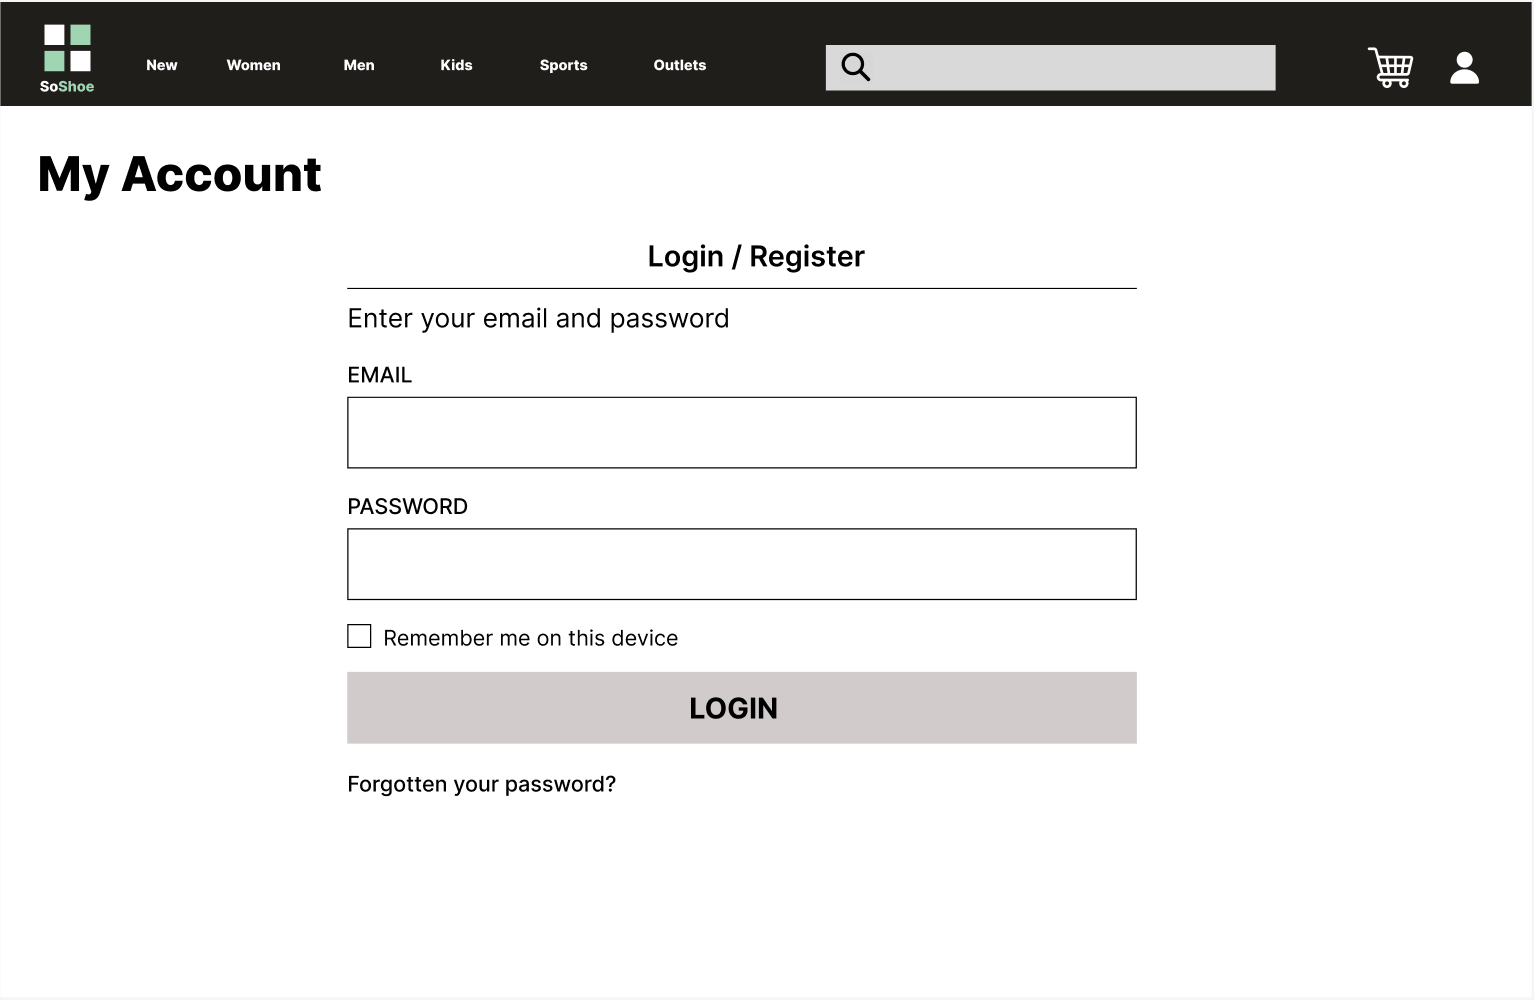 SoShoe
New Women Men Kids Sports Outlets
My Account
Login / Register
Enter your email and password
EMAIL
PASSWORD
Remember me on this device
LOGIN
Forgotten your password?